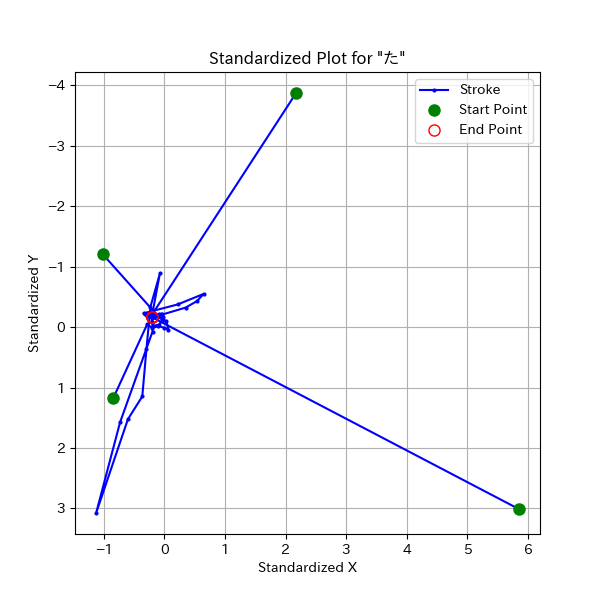 Standardized Plot for "た"
Stroke
Start Point
End Point
−4
−3
−2
−1
0
1
2
3
Standardized Y
−1 0 1 2 3 4 5 6
Standardized X